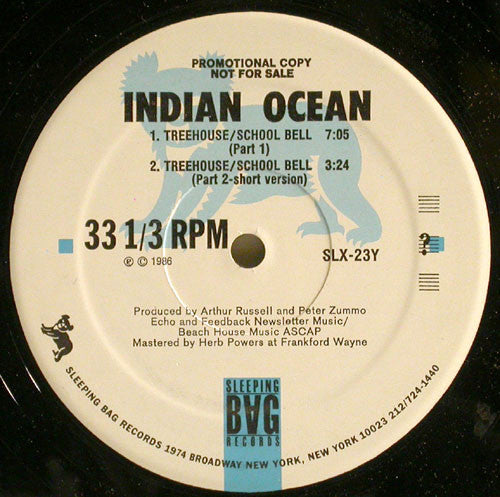 PROMOTIONAL COPY
NOT FOR SALE
INDIAN OCEAN
1. TREEHOUSE/SCHOOL BELL 7:05
(Part 1)
2. TREEHOUSE/SCHOOL BELL 3:24
(Part 2-short version)
33 1/3 RPM
℗ © 1986
SLX-23Y
?
Produced by Arthur Russell and Peter Zummo
Echo and Feedback Newsletter Music/
Beach House Music ASCAP
Mastered by Herb Powers at Frankford Wayne
SLEEPING
BAG
RECORDS
SLEEPING BAG RECORDS 1974 BROADWAY NEW YORK, NEW YORK 10023 212/724-1440